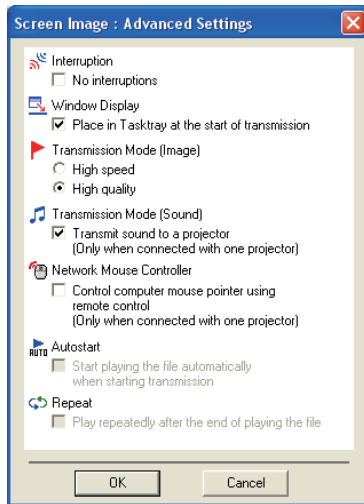 Screen Image : Advanced Settings
Interruption
No interruptions
Window Display
Place in Tasktray at the start of transmission
Transmission Mode (Image)
High speed
High quality
Transmission Mode (Sound)
Transmit sound to a projector
(Only when connected with one projector)
Network Mouse Controller
Control computer mouse pointer using
remote control
(Only when connected with one projector)
AUTO Autostart
Start playing the file automatically
when starting transmission
Repeat
Play repeatedly after the end of playing the file
OK Cancel